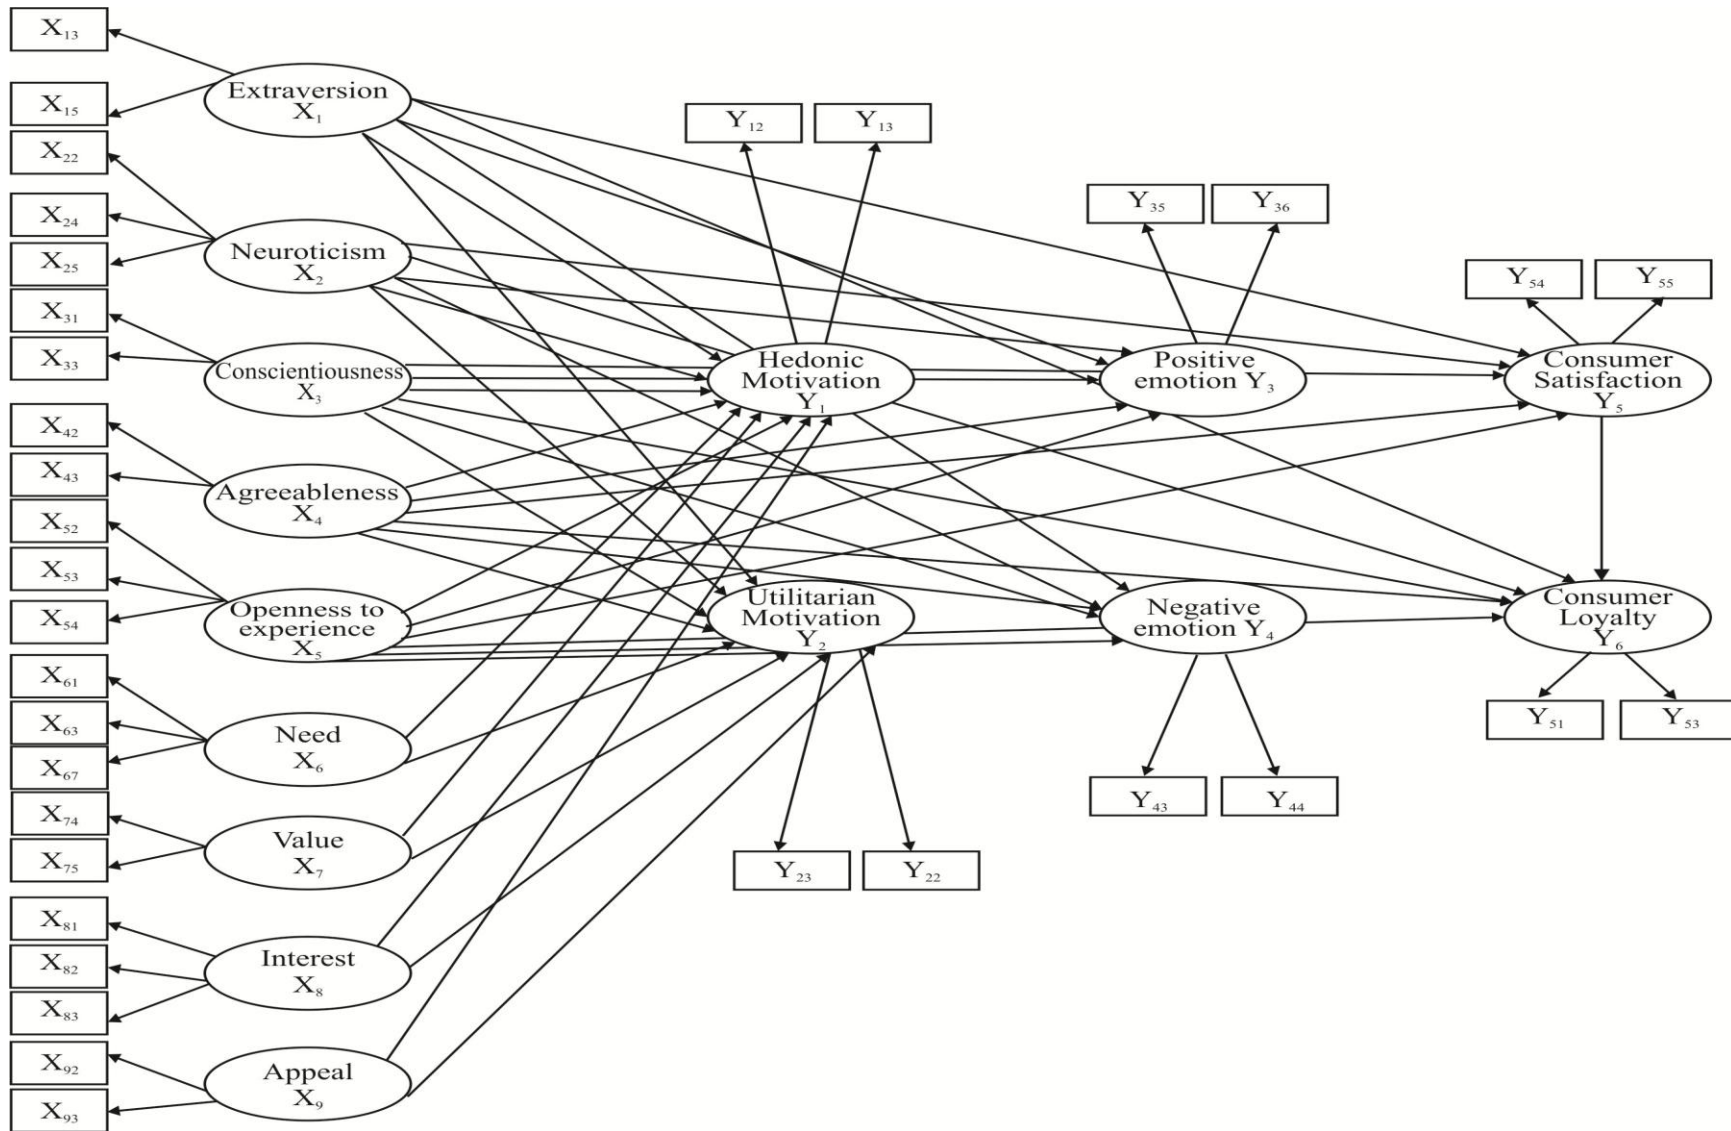 X₁₃
X₁₅
X₂₂
X₂₄
X₂₅
X₃₁
X₃₃
X₄₂
X₄₃
X₅₂
X₅₃
X₅₄
X₆₁
X₆₃
X₆₇
X₇₄
X₇₅
X₈₁
X₈₂
X₈₃
X₉₂
X₉₃
Extraversion
X₁
Neuroticism
X₂
Conscientiousness
X₃
Agreeableness
X₄
Openness to
experience
X₅
Need
X₆
Value
X₇
Interest
X₈
Appeal
X₉
Y₁₂
Y₁₃
Hedonic
Motivation
Y₁
Utilitarian
Motivation
Y₂
Y₂₃
Y₂₂
Y₃₅
Y₃₆
Positive
emotion Y₃
Negative
emotion Y₄
Y₄₃
Y₄₄
Y₅₄
Y₅₅
Consumer
Satisfaction
Y₅
Consumer
Loyalty
Y₆
Y₅₁
Y₅₃